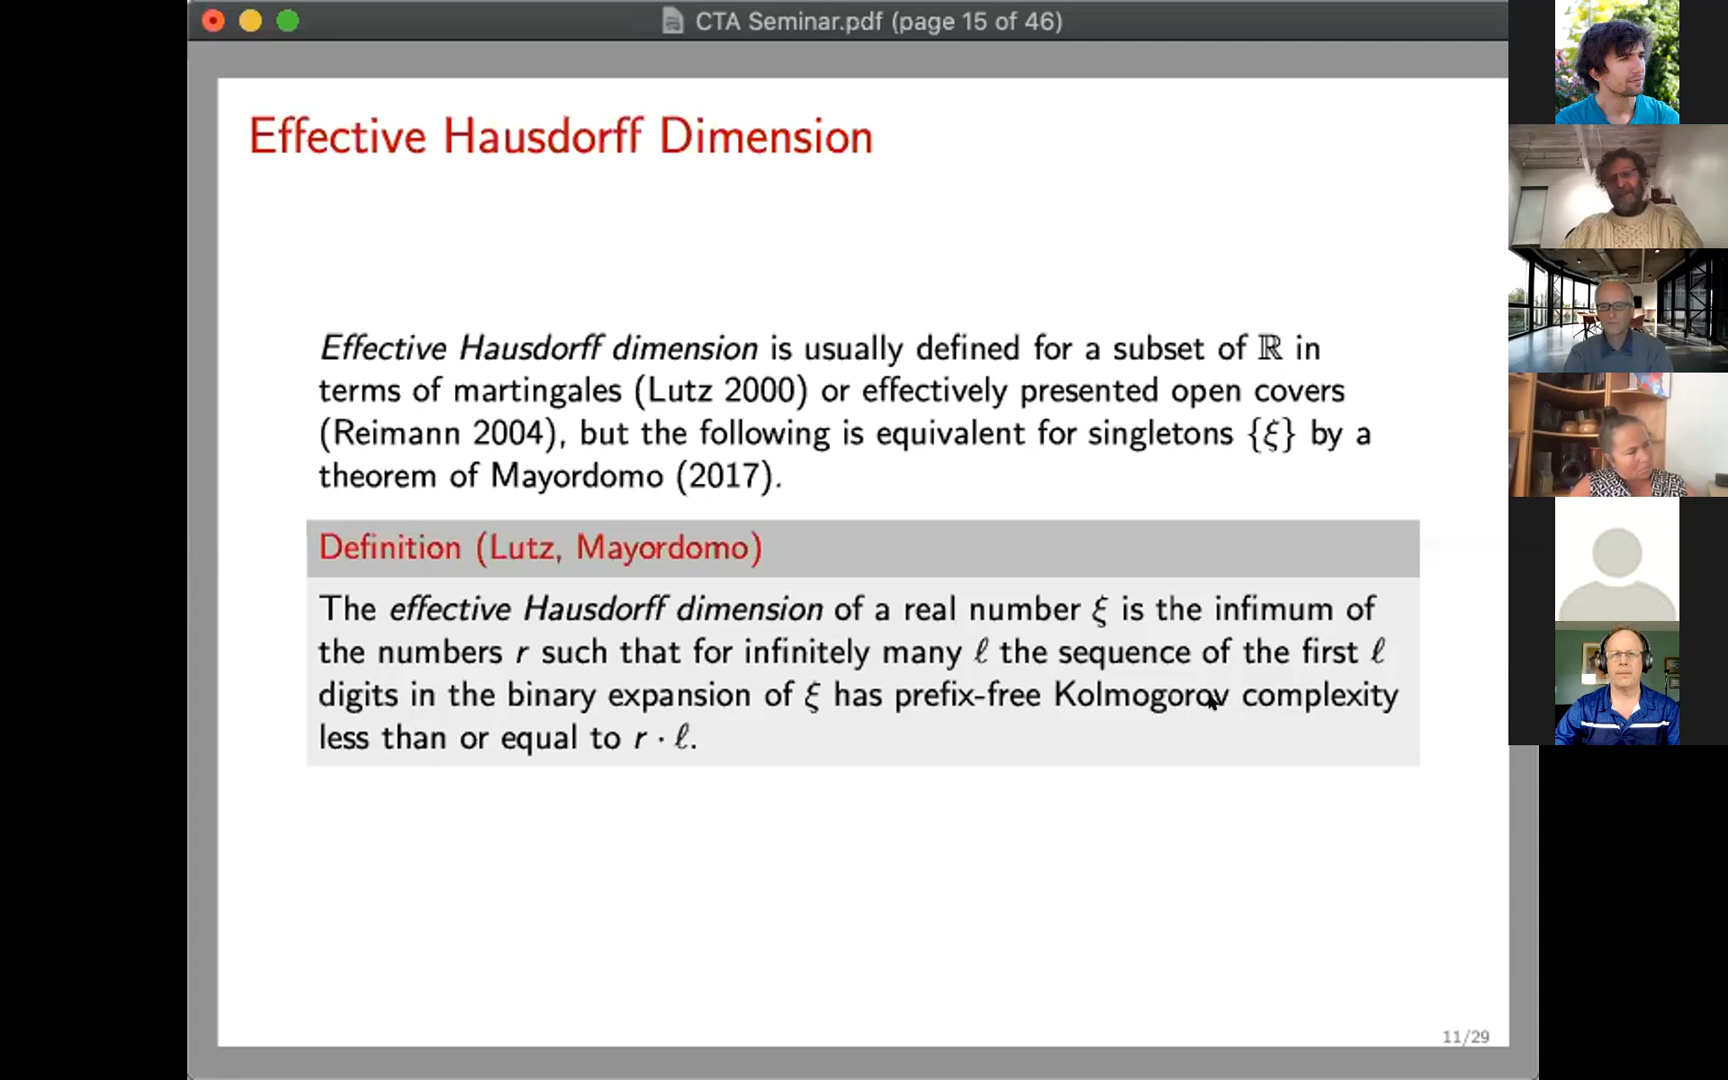 CTA Seminar.pdf (page 15 of 46)
Effective Hausdorff Dimension
Effective Hausdorff dimension is usually defined for a subset of ℝ in
terms of martingales (Lutz 2000) or effectively presented open covers
(Reimann 2004), but the following is equivalent for singletons {ξ} by a
theorem of Mayordomo (2017).
Definition (Lutz, Mayordomo)
The effective Hausdorff dimension of a real number ξ is the infimum of
the numbers r such that for infinitely many ℓ the sequence of the first ℓ
digits in the binary expansion of ξ has prefix-free Kolmogorov complexity
less than or equal to r · ℓ.
11/29